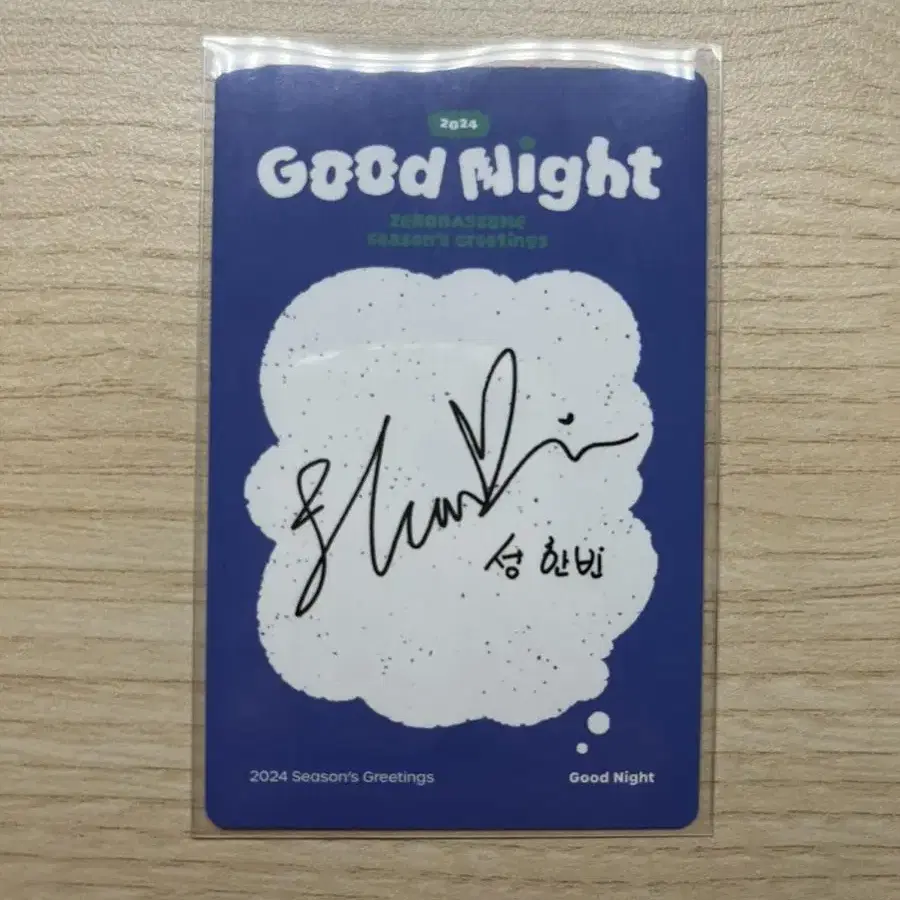 2024
Good Night
ZEROBASEONE
season's greetings
성한빈
2024 Season's Greetings
Good Night